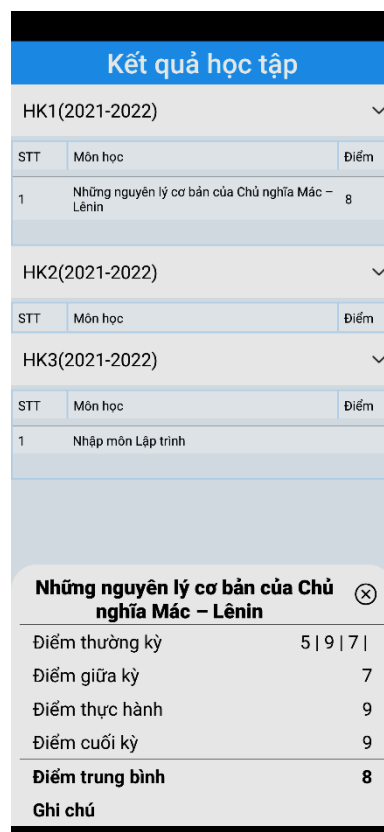 Kết quả học tập
HK1(2021-2022)
STT Môn học Điểm
1 Những nguyên lý cơ bản của Chủ nghĩa Mác – 8
Lênin
HK2(2021-2022)
STT Môn học Điểm
HK3(2021-2022)
STT Môn học Điểm
1 Nhập môn Lập trình
Những nguyên lý cơ bản của Chủ
nghĩa Mác – Lênin
Điểm thường kỳ 5 | 9 | 7 |
Điểm giữa kỳ 7
Điểm thực hành 9
Điểm cuối kỳ 9
Điểm trung bình 8
Ghi chú